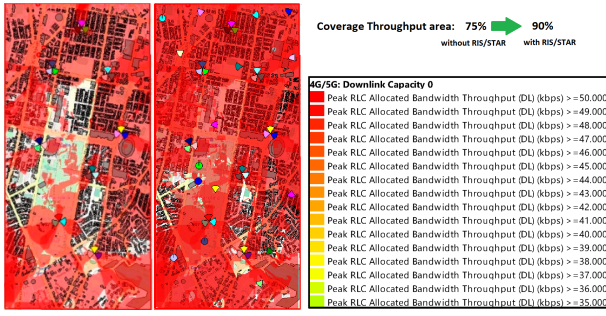 Coverage Throughput area: 75% 90%
without RIS/STAR with RIS/STAR
4G/5G: Downlink Capacity 0
Peak RLC Allocated Bandwidth Throughput (DL) (kbps) >=50.000
Peak RLC Allocated Bandwidth Throughput (DL) (kbps) >=49.000
Peak RLC Allocated Bandwidth Throughput (DL) (kbps) >=48.000
Peak RLC Allocated Bandwidth Throughput (DL) (kbps) >=47.000
Peak RLC Allocated Bandwidth Throughput (DL) (kbps) >=46.000
Peak RLC Allocated Bandwidth Throughput (DL) (kbps) >=45.000
Peak RLC Allocated Bandwidth Throughput (DL) (kbps) >=44.000
Peak RLC Allocated Bandwidth Throughput (DL) (kbps) >=43.000
Peak RLC Allocated Bandwidth Throughput (DL) (kbps) >=42.000
Peak RLC Allocated Bandwidth Throughput (DL) (kbps) >=41.000
Peak RLC Allocated Bandwidth Throughput (DL) (kbps) >=40.000
Peak RLC Allocated Bandwidth Throughput (DL) (kbps) >=39.000
Peak RLC Allocated Bandwidth Throughput (DL) (kbps) >=38.000
Peak RLC Allocated Bandwidth Throughput (DL) (kbps) >=37.000
Peak RLC Allocated Bandwidth Throughput (DL) (kbps) >=36.000
Peak RLC Allocated Bandwidth Throughput (DL) (kbps) >=35.000